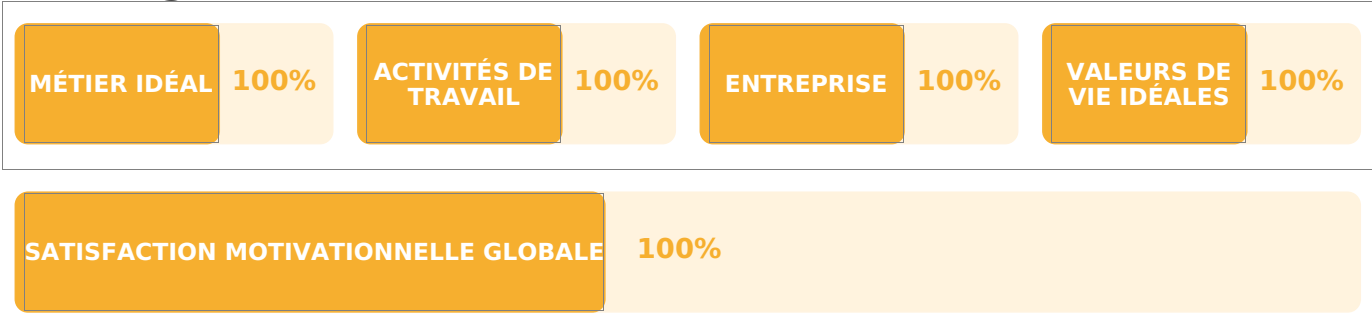 MÉTIER IDÉAL 100%
ACTIVITÉS DE
TRAVAIL 100%
ENTREPRISE 100%
VALEURS DE
VIE IDÉALES 100%
SATISFACTION MOTIVATIONNELLE GLOBALE 100%